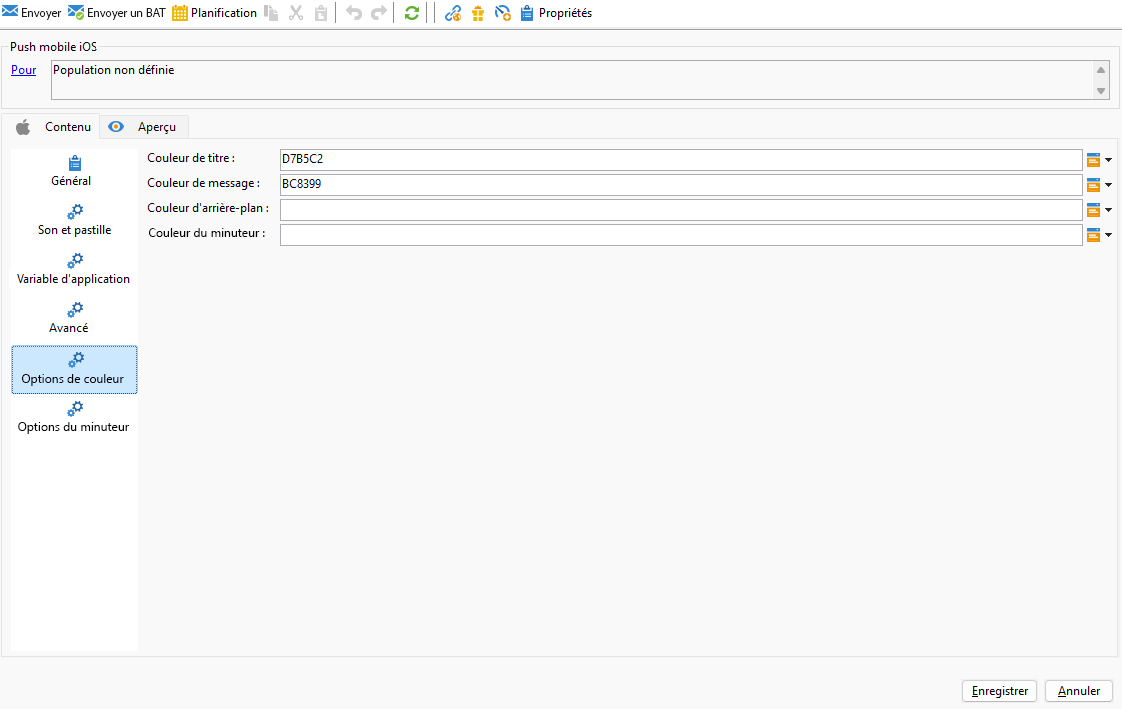 Envoyer Envoyer un BAT Planification Propriétés
Push mobile iOS
Pour Population non définie
Contenu Aperçu
Général
Son et pastille
Variable d'application
Avancé
Options de couleur
Options du minuteur
Couleur de titre : D7B5C2
Couleur de message : BC8399
Couleur d'arrière-plan :
Couleur du minuteur :
Enregistrer Annuler